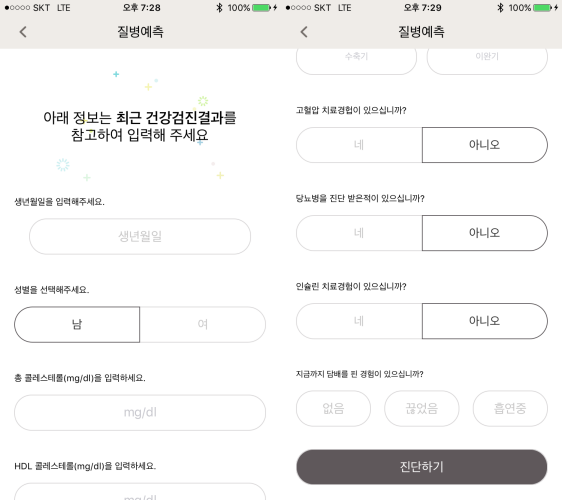 SKT LTE 오후 7:28 100%
질병예측
아래 정보는 최근 건강검진결과를
참고하여 입력해 주세요
생년월일을 입력해주세요.
생년월일
성별을 선택해주세요.
남 여
총 콜레스테롤(mg/dl)을 입력하세요.
mg/dl
HDL 콜레스테롤(mg/dl)을 입력하세요.
mg/dl
SKT LTE 오후 7:29 100%
질병예측
수축기 이완기
고혈압 치료경헙이 있으십니까?
네 아니오
당뇨병을 진단 받은적이 있으십니까?
네 아니오
인슐린 치료경험이 있으십니까?
네 아니오
지금까지 담배를 핀 경험이 있으십니까?
없음 끊었음 흡연중
진단하기